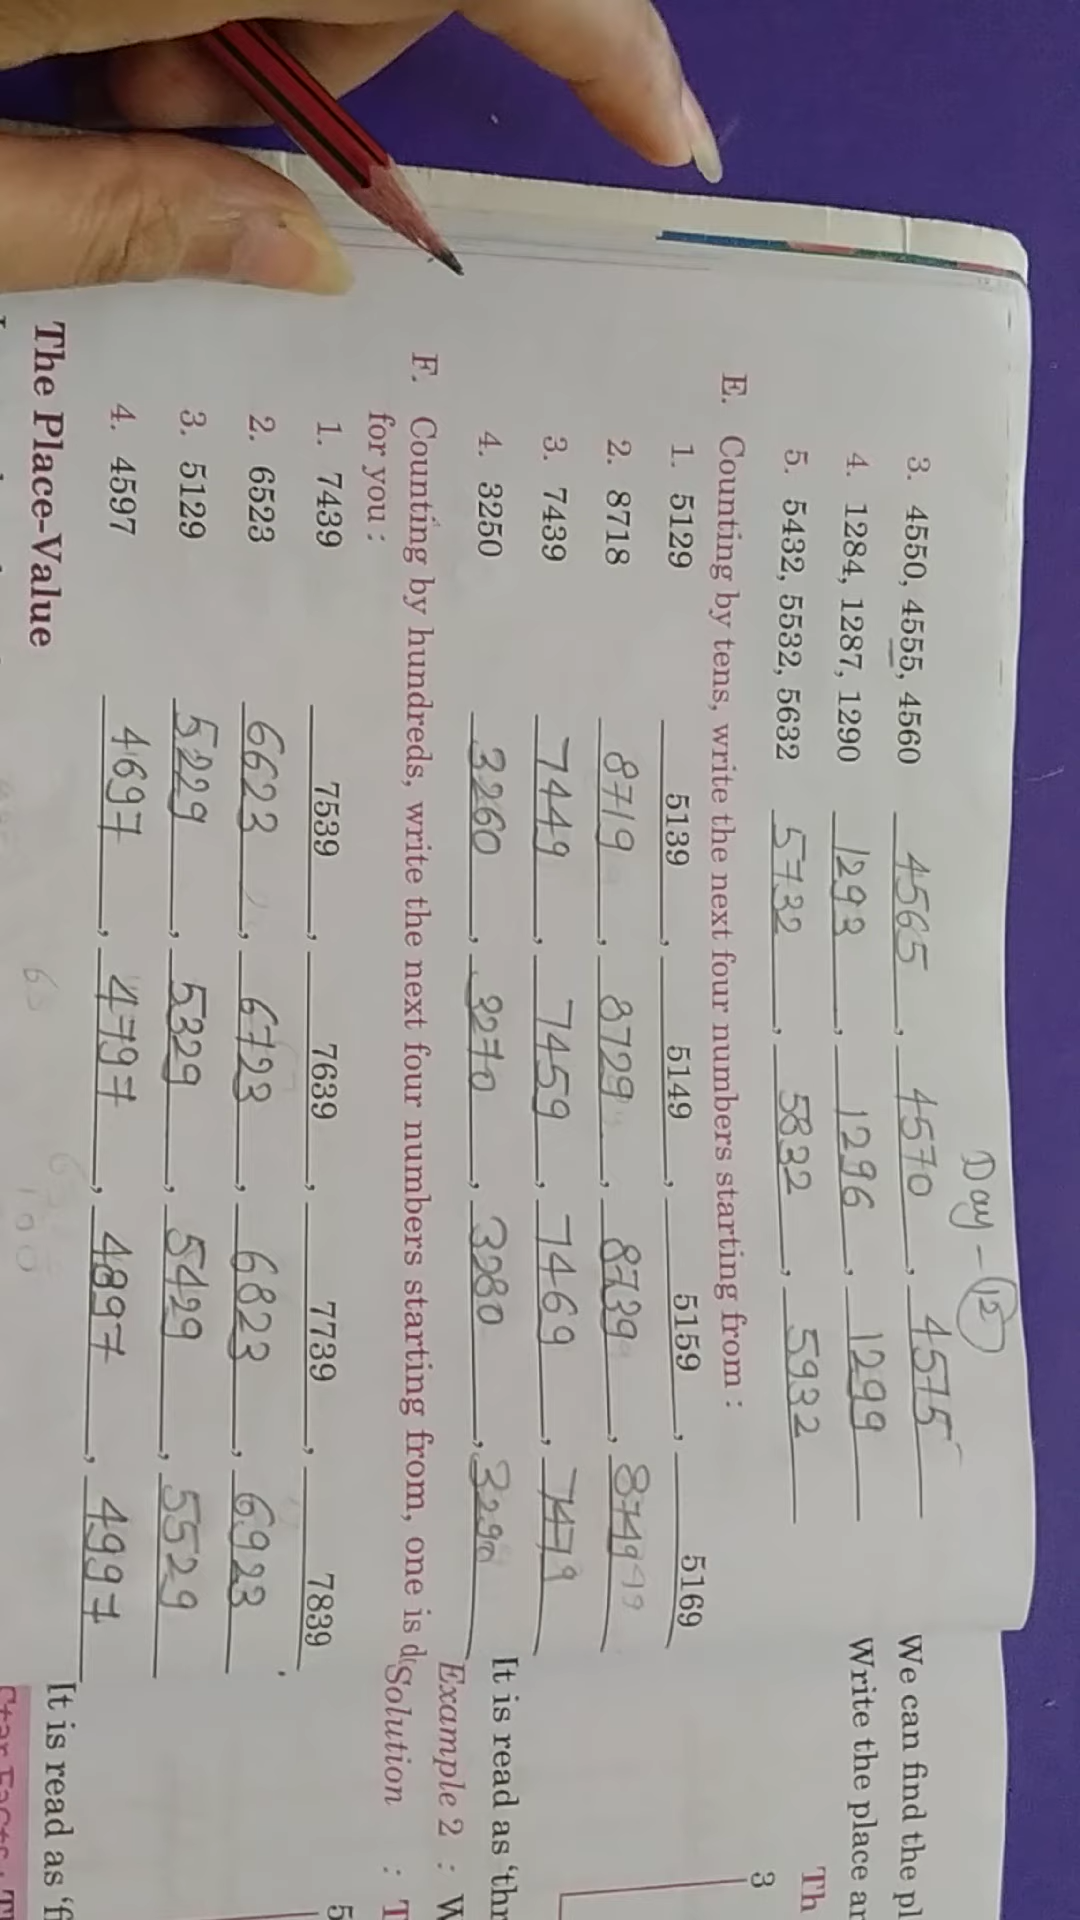 Day - 12
3. 4550, 4555, 4560 4565, 4570, 4575
4. 1284, 1287, 1290 1293, 1296, 1299
5. 5432, 5532, 5632 5732, 5832, 5932
E. Counting by tens, write the next four numbers starting from :
1. 5129 5139, 5149, 5159, 5169
2. 8718 8719, 8729, 8739, 8749
3. 7439 7449, 7459, 7469, 7479
4. 3250 3260, 3270, 3280, 3290
F. Counting by hundreds, write the next four numbers starting from, one is
for you :
1. 7439 7539, 7639, 7739, 7839
2. 6523 6623, 6723, 6823, 6923
3. 5129 5229, 5329, 5429, 5529
4. 4597 4697, 4797, 4897, 4997
The Place-Value
We can find the
Write the place
Th
3
It is read as
Example 2 :
Solution :
5
It is read as